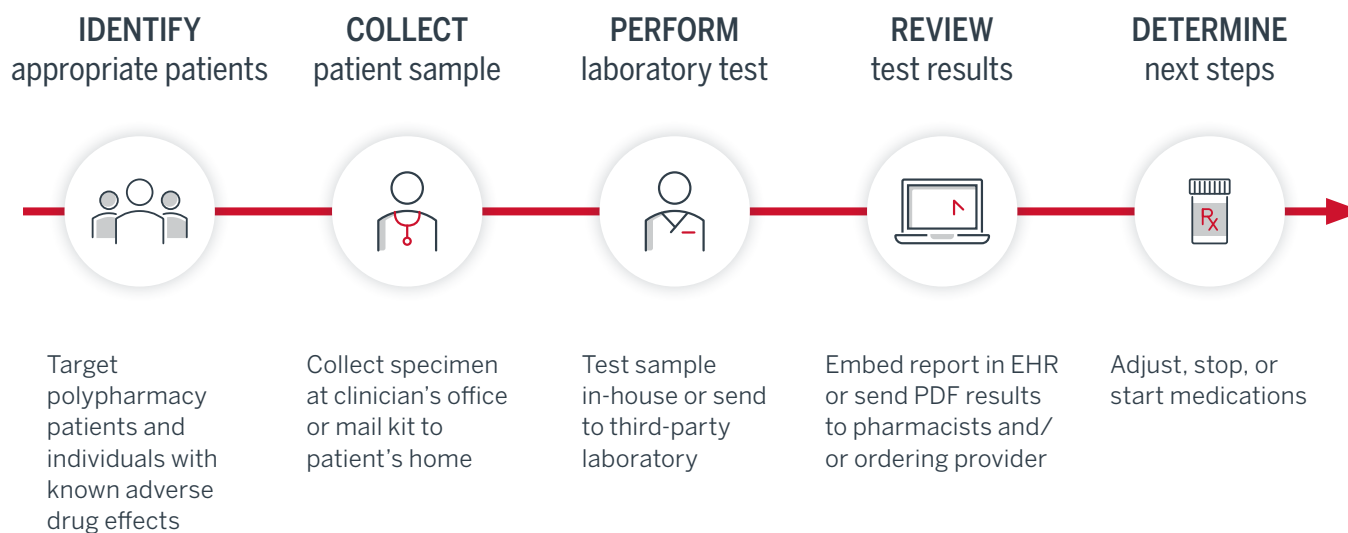 IDENTIFY
appropriate patients
COLLECT
patient sample
PERFORM
laboratory test
REVIEW
test results
DETERMINE
next steps
Rx
Target
polypharmacy
patients and
individuals with
known adverse
drug effects
Collect specimen
at clinician’s office
or mail kit to
patient’s home
Test sample
in-house or send
to third-party
laboratory
Embed report in EHR
or send PDF results
to pharmacists and/
or ordering provider
Adjust, stop, or
start medications